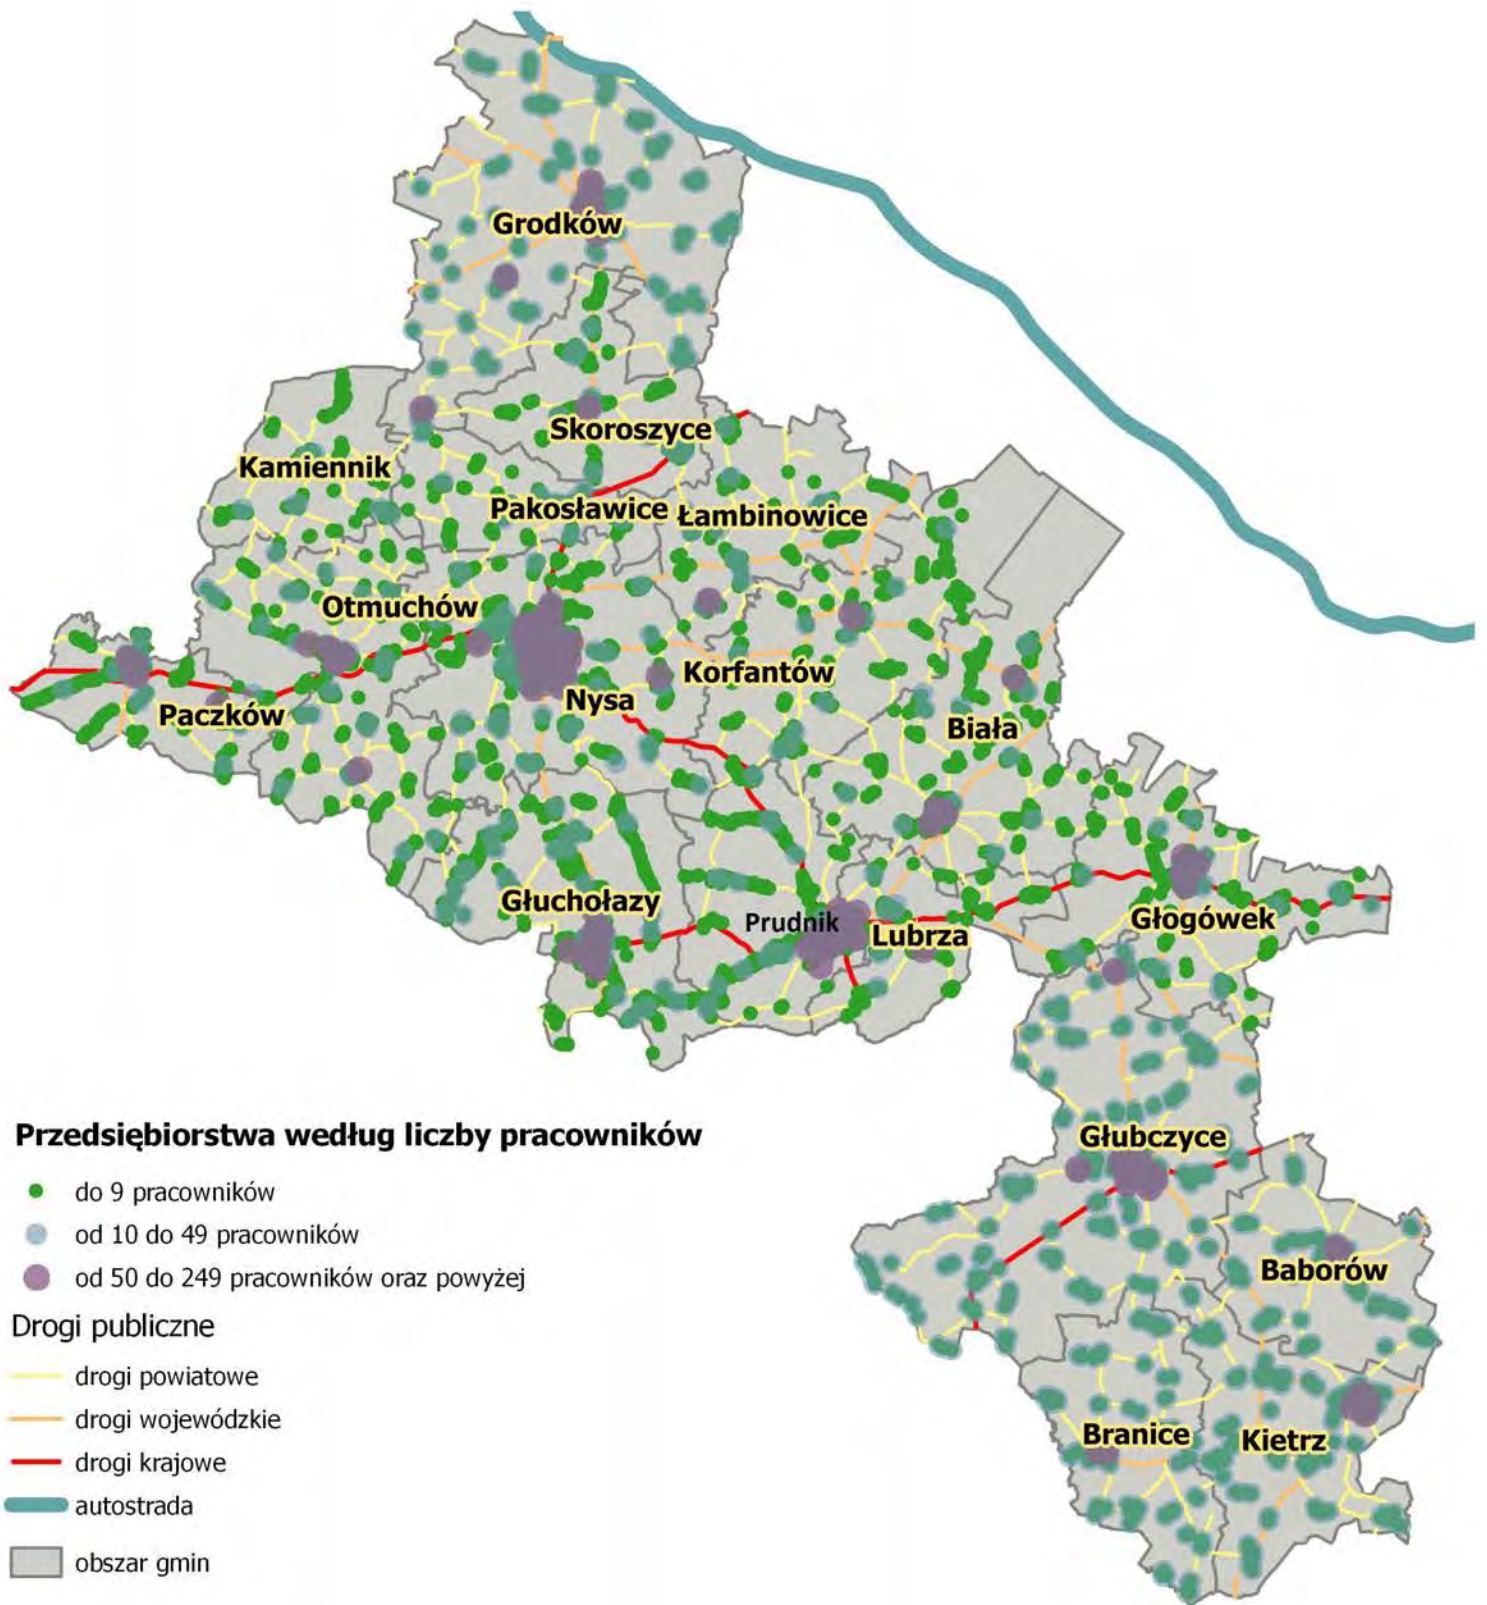 Grodków
Skoroszyce
Kamiennik
Pakosławice
Łambinowice
Otmuchów
Korfantów
Nysa
Paczków
Biała
Głuchołazy
Prudnik
Lubrza
Głogówek
Przedsiębiorstwa według liczby pracowników
do 9 pracowników
od 10 do 49 pracowników
od 50 do 249 pracowników oraz powyżej
Drogi publiczne
drogi powiatowe
drogi wojewódzkie
drogi krajowe
autostrada
obszar gmin
Głubczyce
Baborów
Branice
Kietrz